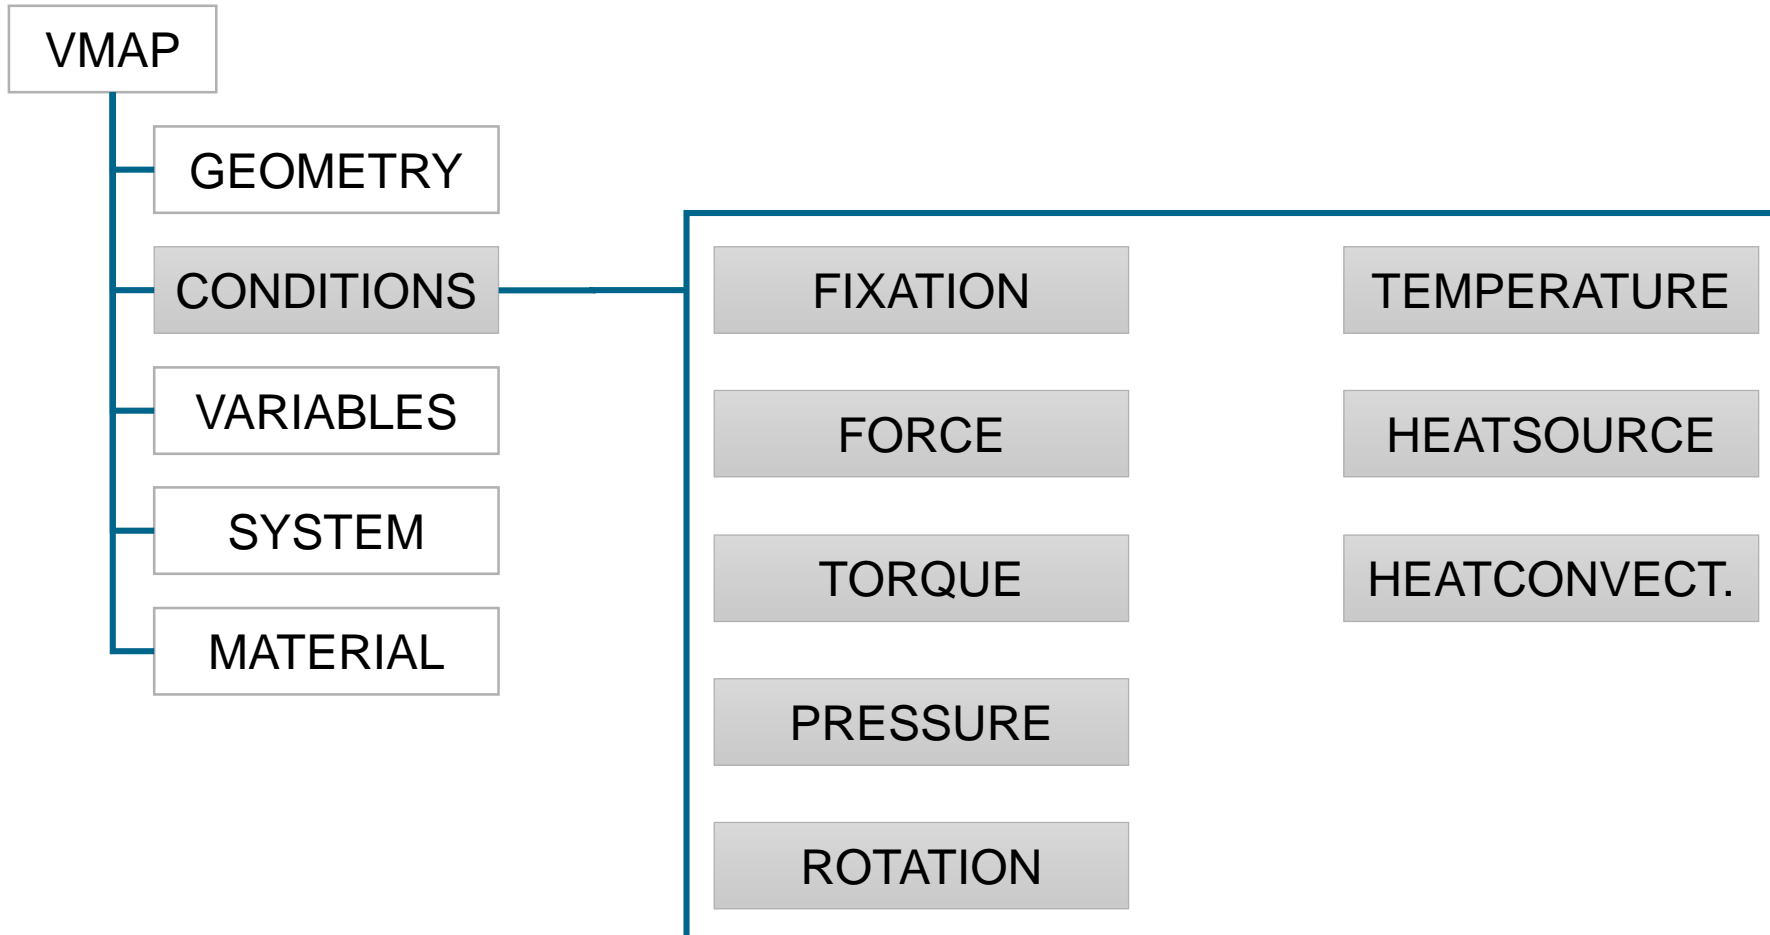 VMAP
GEOMETRY
CONDITIONS
VARIABLES
SYSTEM
MATERIAL
FIXATION
FORCE
TORQUE
PRESSURE
ROTATION
TEMPERATURE
HEATSOURCE
HEATCONVECT.